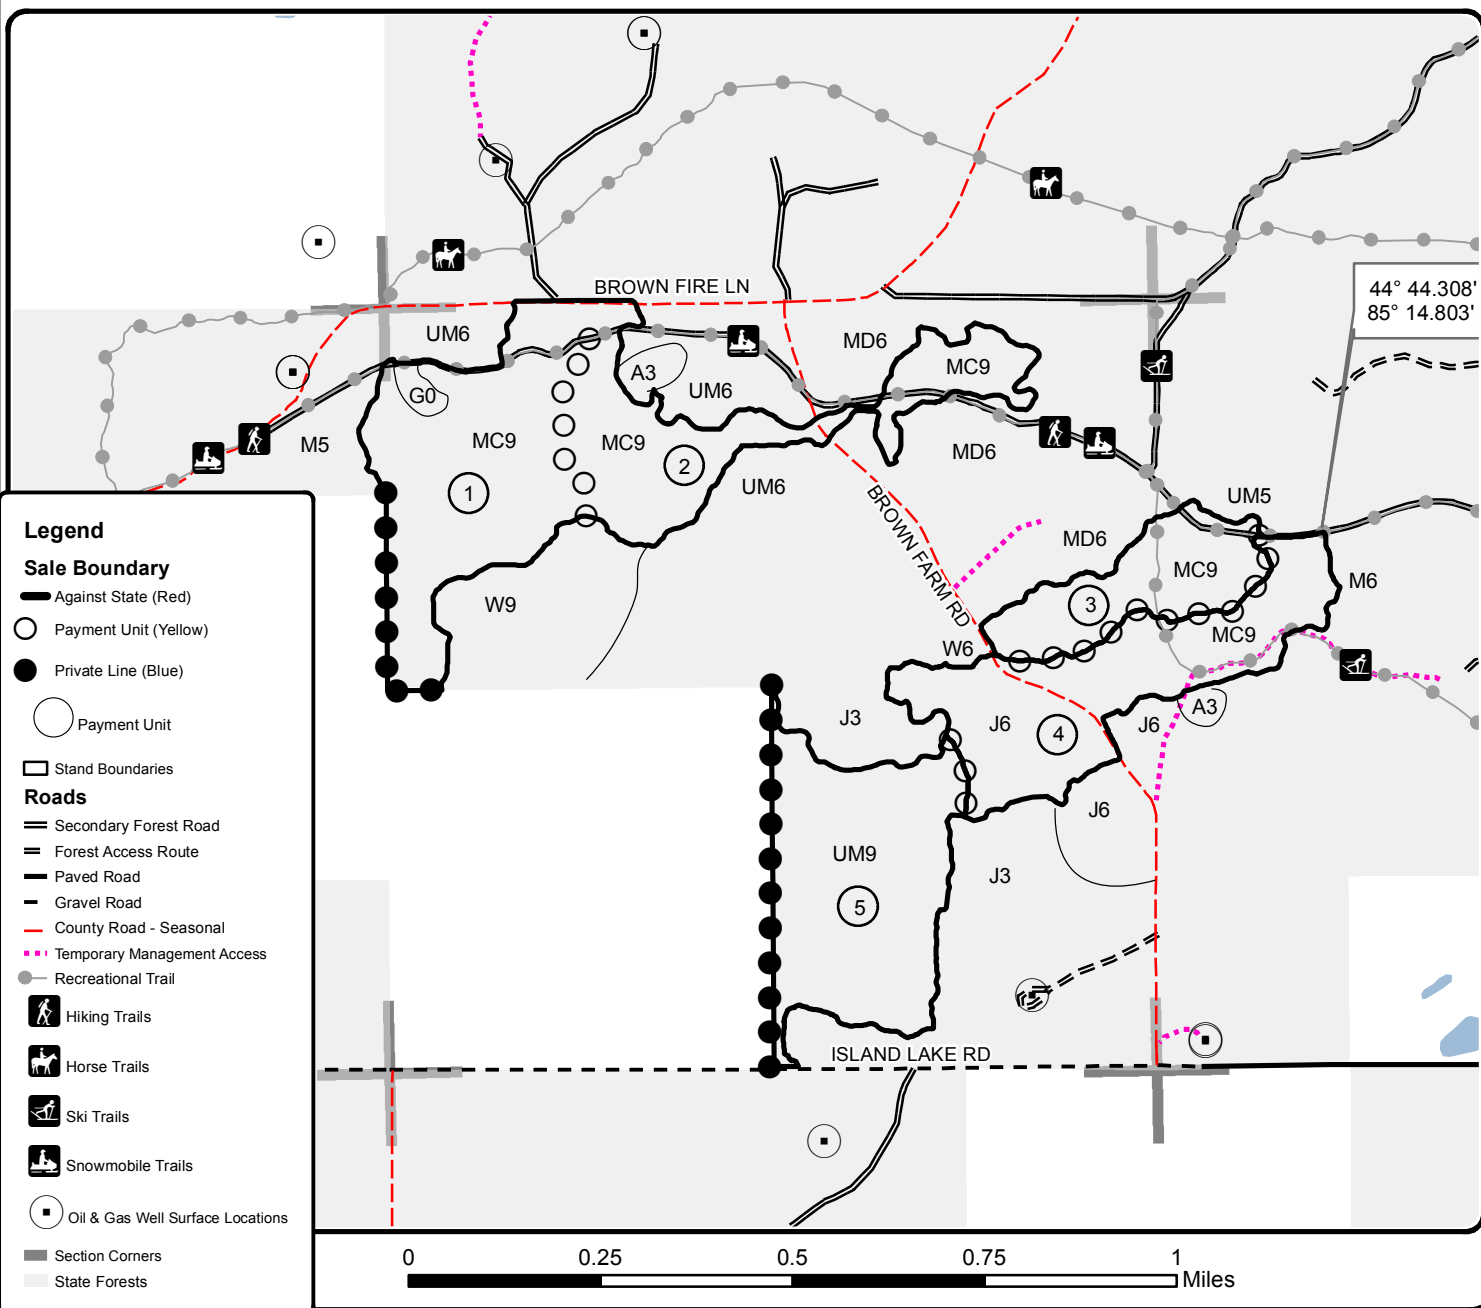 44° 44.308'
85° 14.803'
BROWN FIRE LN
UM6
MD6
MC9
A3
UM6
G0
M5
MC9
MC9
2
1
UM6
MD6
BROWN FARM RD
UM5
MD6
MC9
M6
3
W9
MC9
W6
A3
J3
J6
4
J6
J6
UM9
J3
5
ISLAND LAKE RD
Legend
Sale Boundary
Against State (Red)
Payment Unit (Yellow)
Private Line (Blue)
Payment Unit
Stand Boundaries
Roads
Secondary Forest Road
Forest Access Route
Paved Road
Gravel Road
County Road - Seasonal
Temporary Management Access
Recreational Trail
Hiking Trails
Horse Trails
Ski Trails
Snowmobile Trails
Oil & Gas Well Surface Locations
Section Corners
State Forests
0 0.25 0.5 0.75 1
Miles